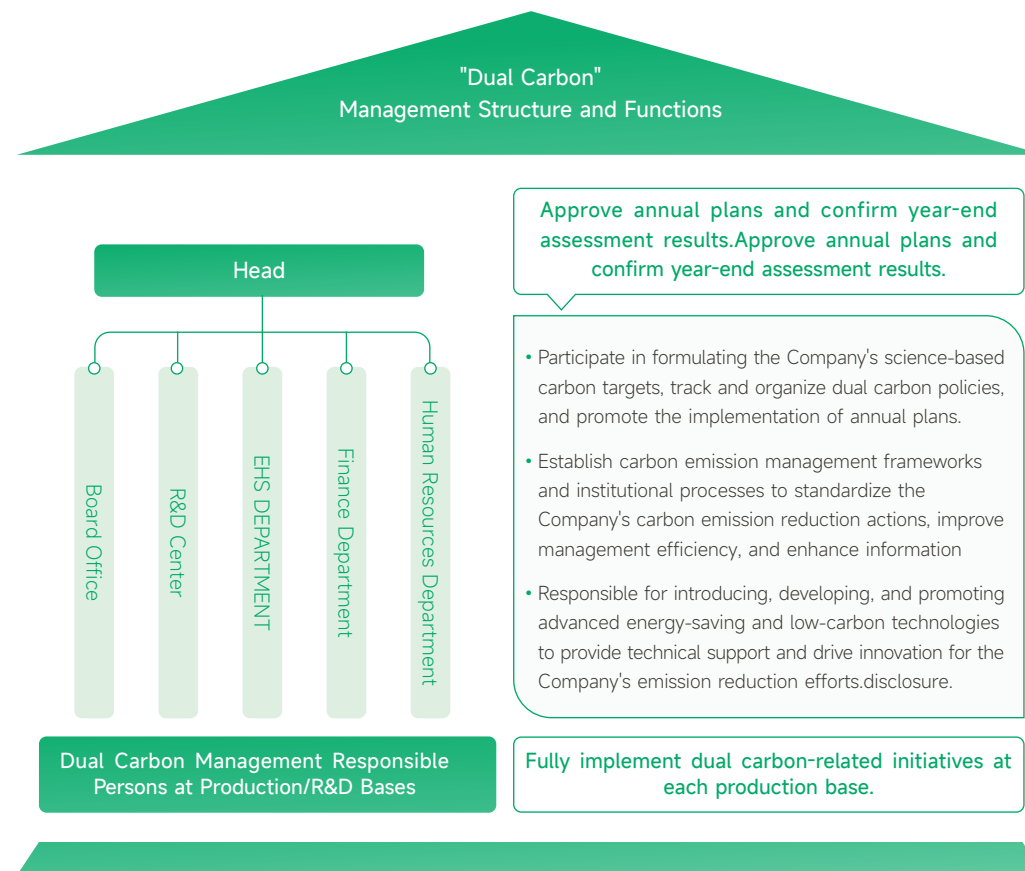 "Dual Carbon"
Management Structure and Functions
Head
Board Office
R&D Center
EHS DEPARTMENT
Finance Department
Human Resources Department
Dual Carbon Management Responsible
Persons at Production/R&D Bases
Approve annual plans and confirm year-end
assessment results.Approve annual plans and
confirm year-end assessment results.
• Participate in formulating the Company's science-based
carbon targets, track and organize dual carbon policies,
and promote the implementation of annual plans.
• Establish carbon emission management frameworks
and institutional processes to standardize the
Company's carbon emission reduction actions, improve
management efficiency, and enhance information
• Responsible for introducing, developing, and promoting
advanced energy-saving and low-carbon technologies
to provide technical support and drive innovation for the
Company's emission reduction efforts.disclosure.
Fully implement dual carbon-related initiatives at
each production base.